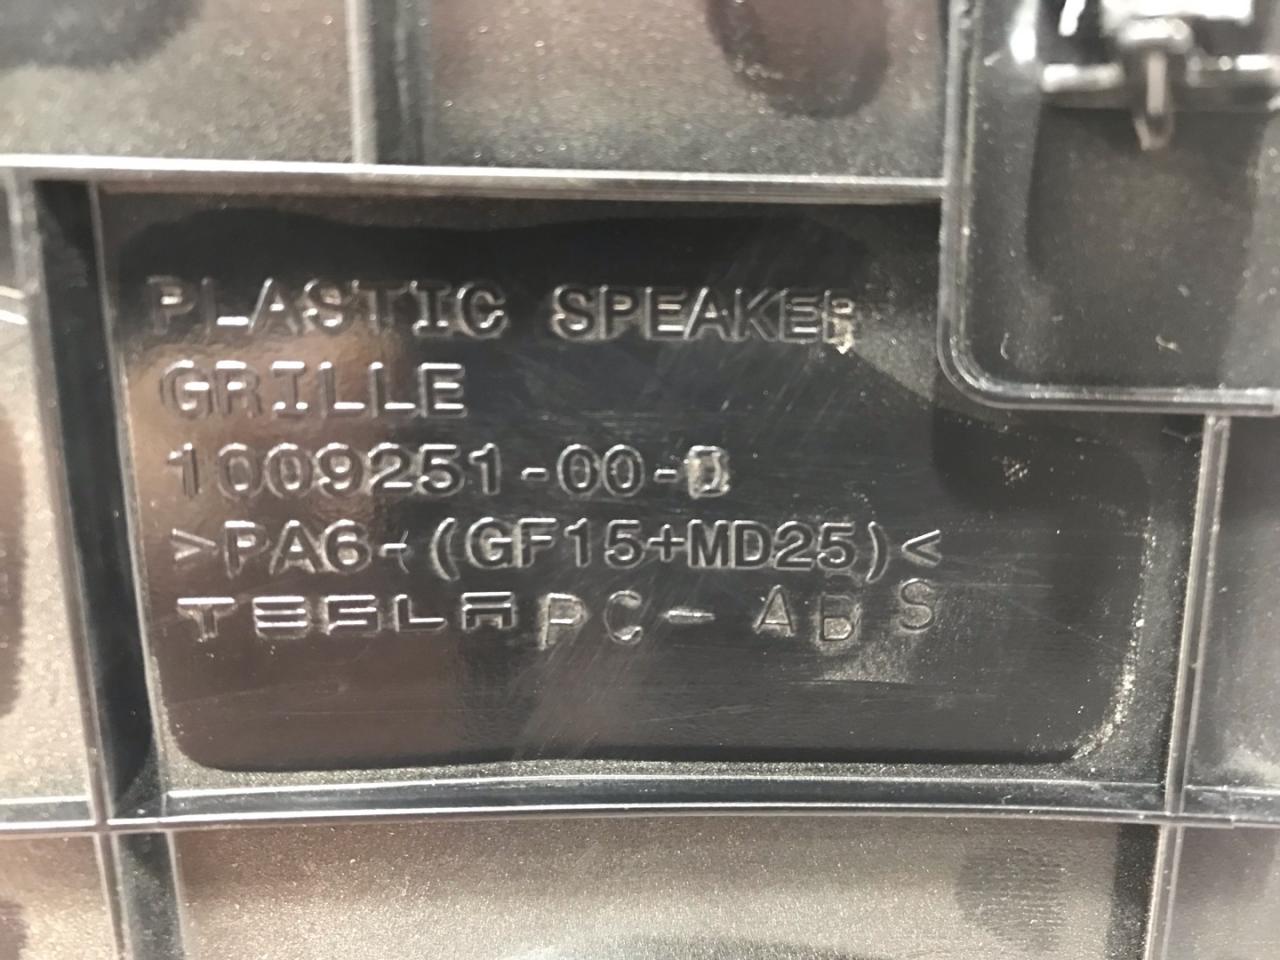 PLASTIC SPEAKER
GRILLE
1009251-00-D
>PA6-(GF15+MD25)<
TESLA PC-ABS